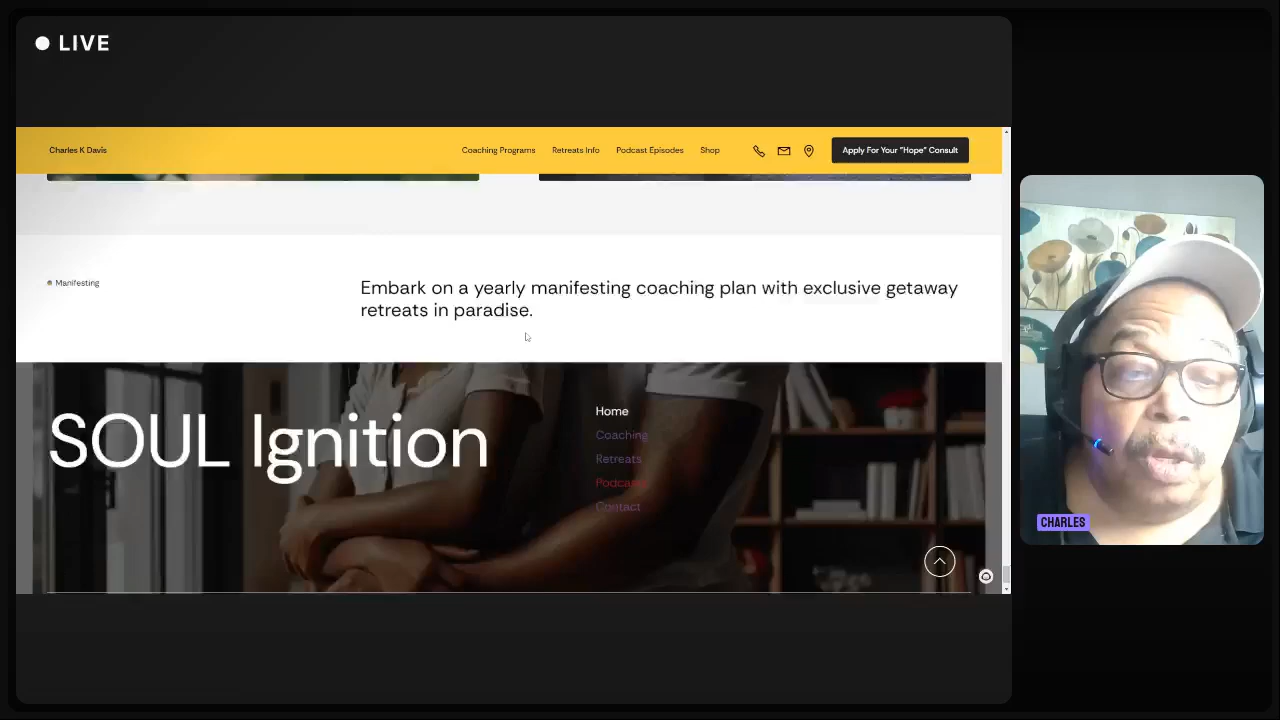 LIVE
Charles K Davis
Coaching Programs
Retreats Info
Podcast Episodes
Shop
Apply For Your "Hope" Consult
Manifesting
Embark on a yearly manifesting coaching plan with exclusive getaway
retreats in paradise.
SOUL Ignition
Home
Coaching
Retreats
Podcast
Contact
CHARLES